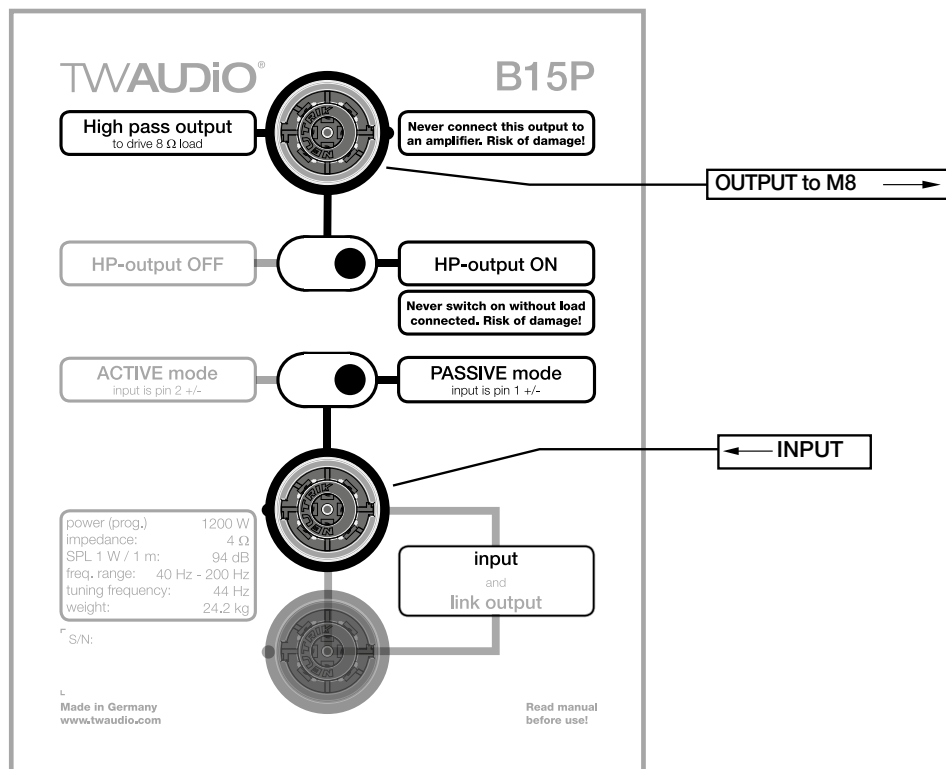 TWAUDiO® B15P
High pass output
to drive 8 Ω load
Never connect this output to
an amplifier. Risk of damage!
NEUTRIK
OUTPUT to M8
HP-output OFF
HP-output ON
Never switch on without load
connected. Risk of damage!
ACTIVE mode
input is pin 2 +/-
PASSIVE mode
input is pin 1 +/-
INPUT
NEUTRIK
power (prog.) 1200 W
impedance: 4 Ω
SPL 1 W / 1 m: 94 dB
freq. range: 40 Hz - 200 Hz
tuning frequency: 44 Hz
weight: 24.2 kg
input
and
link output
S/N:
NEUTRIK
Made in Germany
www.twaudio.com
Read manual
before use!